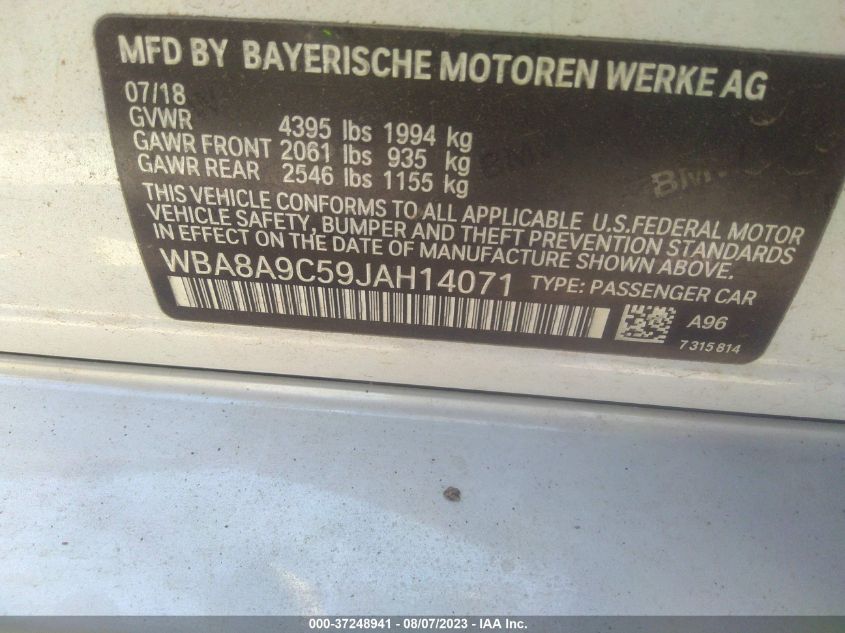 MFD BY BAYERISCHE MOTOREN WERKE AG
07/18
GVWR 4395 lbs 1994 kg
GAWR FRONT 2061 lbs 935 kg
GAWR REAR 2546 lbs 1155 kg
THIS VEHICLE CONFORMS TO ALL APPLICABLE U.S.FEDERAL MOTOR
VEHICLE SAFETY, BUMPER AND THEFT PREVENTION STANDARDS
IN EFFECT ON THE DATE OF MANUFACTURE SHOWN ABOVE.
WBA8A9C59JAH14071 TYPE: PASSENGER CAR
A96
7 315 814
BMW
BMW
000-37248941 - 08/07/2023 - IAA Inc.